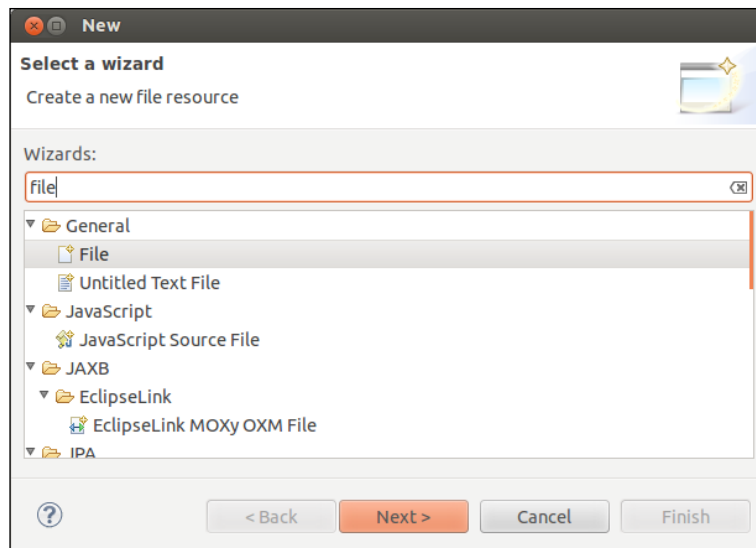 New
Select a wizard
Create a new file resource
Wizards:
file
General
File
Untitled Text File
JavaScript
JavaScript Source File
JAXB
EclipseLink
EclipseLink MOXy OXM File
JPA
?
< Back Next > Cancel Finish